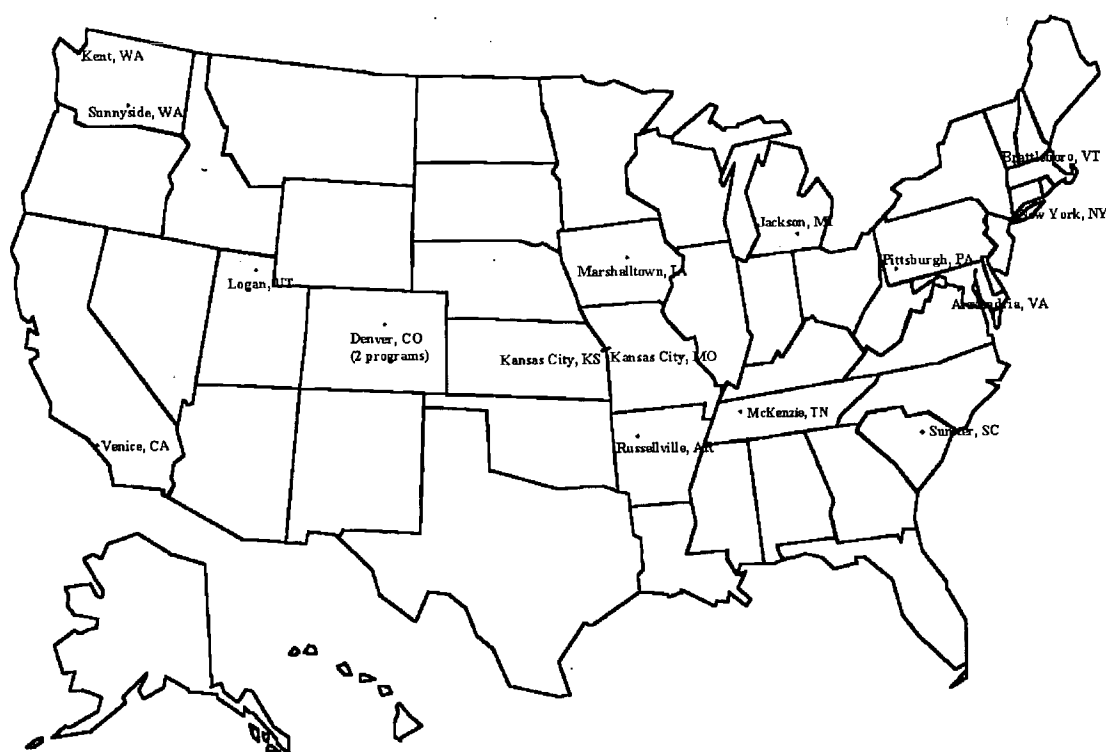 Kent, WA
Sunnyside, WA
Brattleboro, VT
New York, NY
Jackson, MI
Pittsburgh, PA
Marshalltown, IA
Logan, UT
Alexandria, VA
Denver, CO
(2 programs)
Kansas City, KS
Kansas City, MO
McKenzie, TN
Sumter, SC
Venice, CA
Russellville, AR